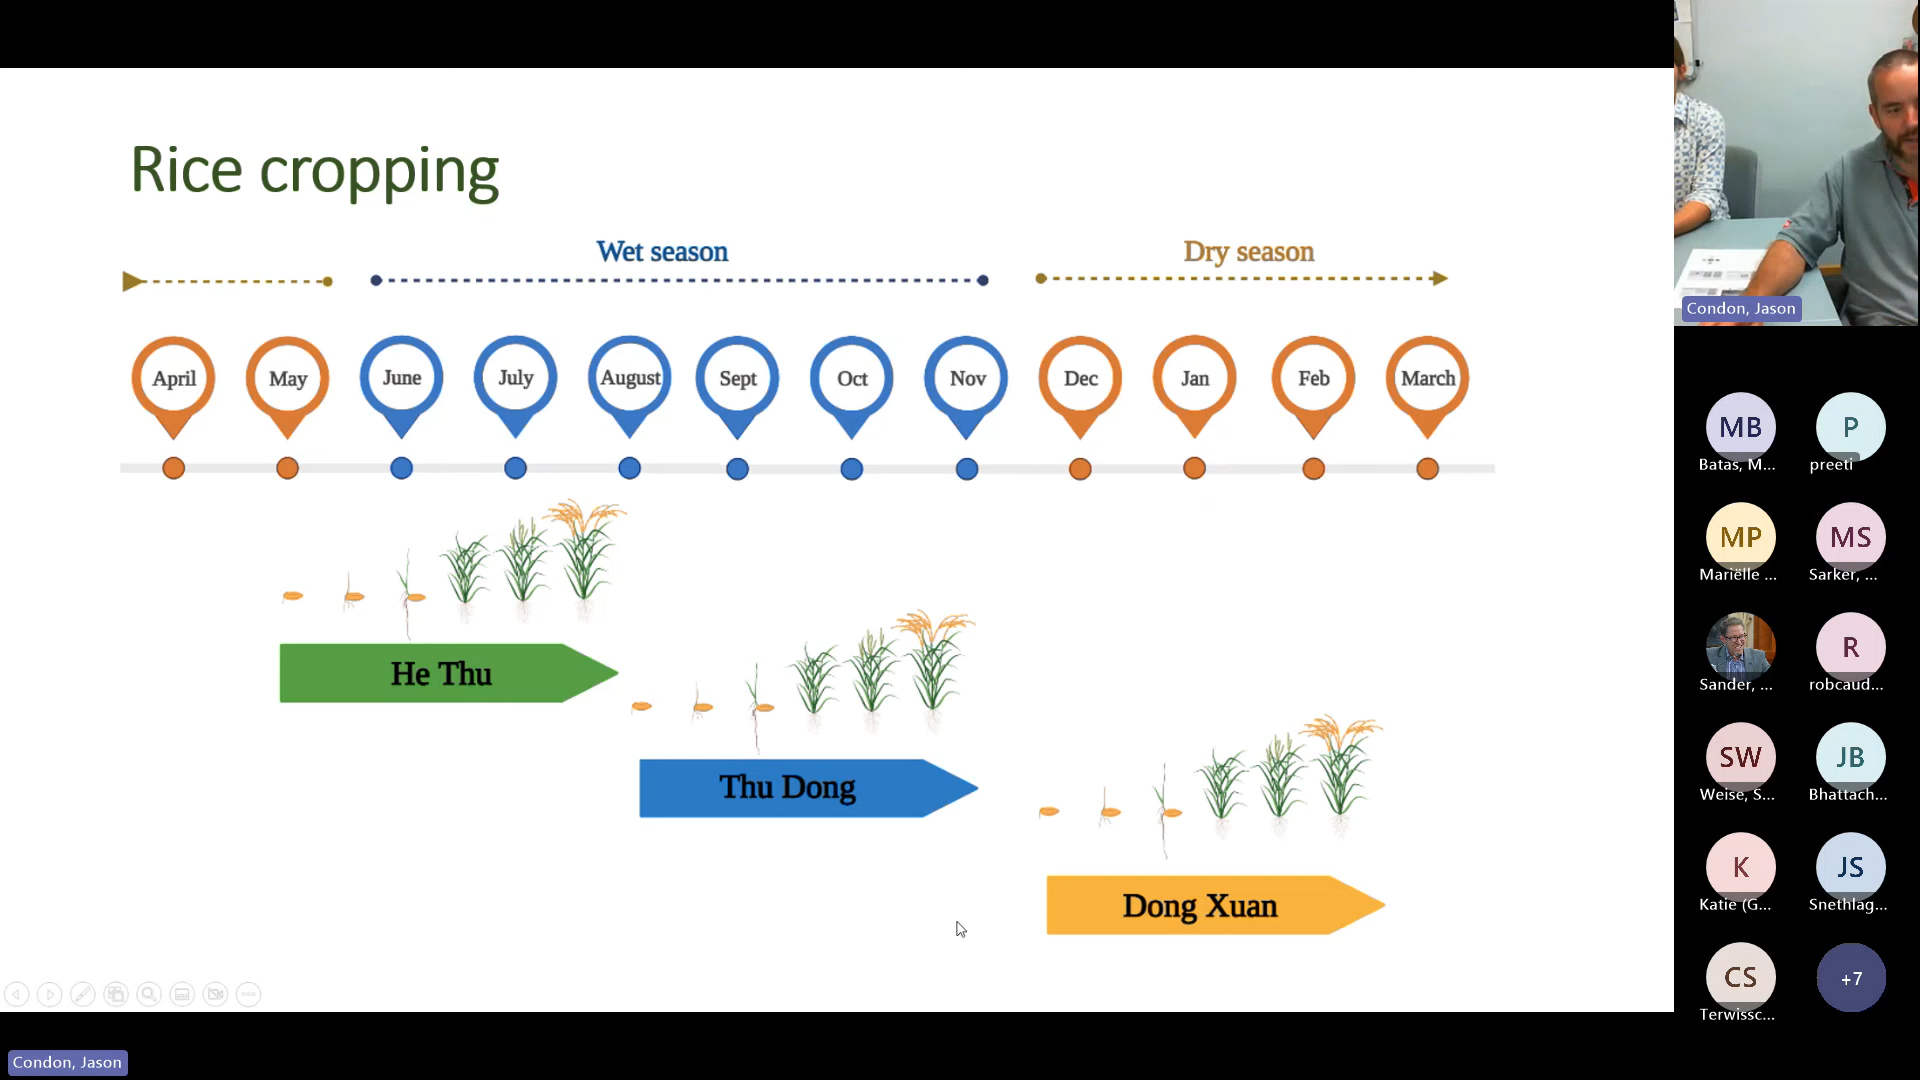 Rice cropping
Wet season
Dry season
April
May
June
July
August
Sept
Oct
Nov
Dec
Jan
Feb
March
He Thu
Thu Dong
Dong Xuan
Condon, Jason
MB
Batas, M...
P
preeti
MP
Mariëlle ...
MS
Sarker, ...
Sander, ...
R
robcaud...
SW
Weise, S...
JB
Bhattach...
K
Katie (G...
JS
Snethlag...
CS
Terwissc...
+7
Condon, Jason